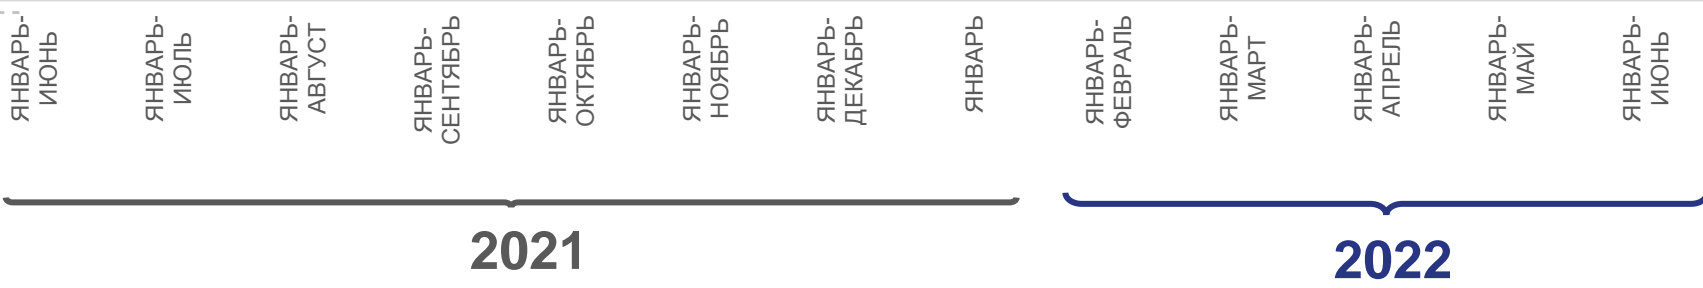 ЯНВАРЬ-
ИЮНЬ
ЯНВАРЬ-
ИЮЛЬ
ЯНВАРЬ-
АВГУСТ
ЯНВАРЬ-
СЕНТЯБРЬ
ЯНВАРЬ-
ОКТЯБРЬ
ЯНВАРЬ-
НОЯБРЬ
ЯНВАРЬ-
ДЕКАБРЬ
ЯНВАРЬ
ЯНВАРЬ-
ФЕВРАЛЬ
ЯНВАРЬ-
МАРТ
ЯНВАРЬ-
АПРЕЛЬ
ЯНВАРЬ-
МАЙ
ЯНВАРЬ-
ИЮНЬ
2021
2022